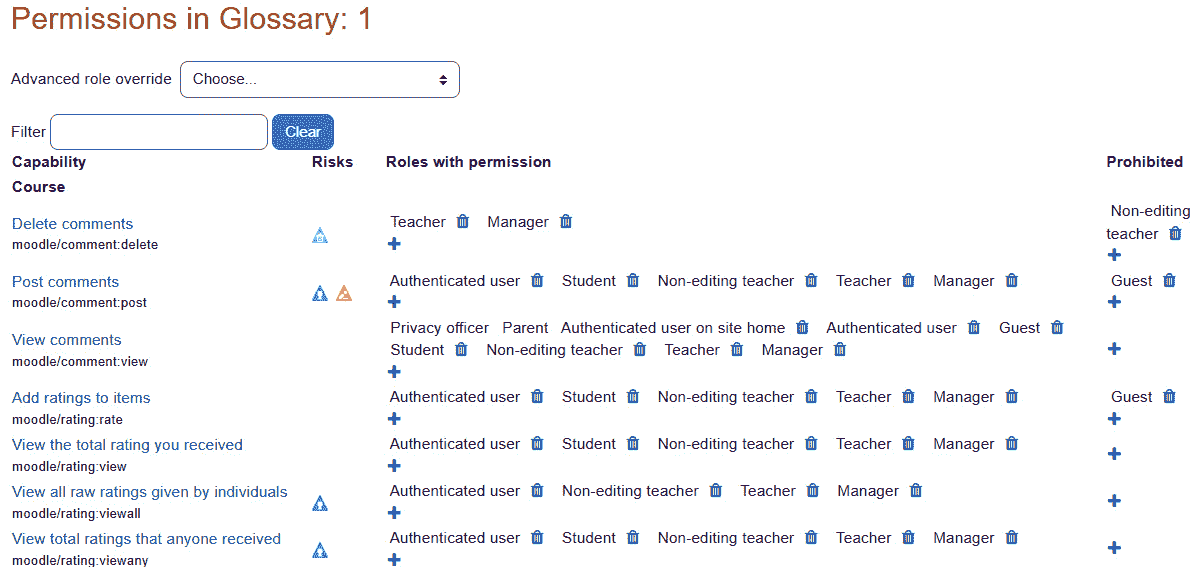 Permissions in Glossary: 1
Advanced role override Choose...
Filter Clear
Capability Risks Roles with permission Prohibited
Course
Delete comments Teacher Manager Non-editing
moodle/comment:delete teacher
Post comments Authenticated user Student Non-editing teacher Teacher Manager Guest
moodle/comment:post
View comments Privacy officer Parent Authenticated user on site home Authenticated user Guest
moodle/comment:view Student Non-editing teacher Teacher Manager
Add ratings to items Authenticated user Student Non-editing teacher Teacher Manager Guest
moodle/rating:rate
View the total rating you received Authenticated user Student Non-editing teacher Teacher Manager
moodle/rating:view
View all raw ratings given by individuals Authenticated user Non-editing teacher Teacher Manager
moodle/rating:viewall
View total ratings that anyone received Authenticated user Student Non-editing teacher Teacher Manager
moodle/rating:viewany